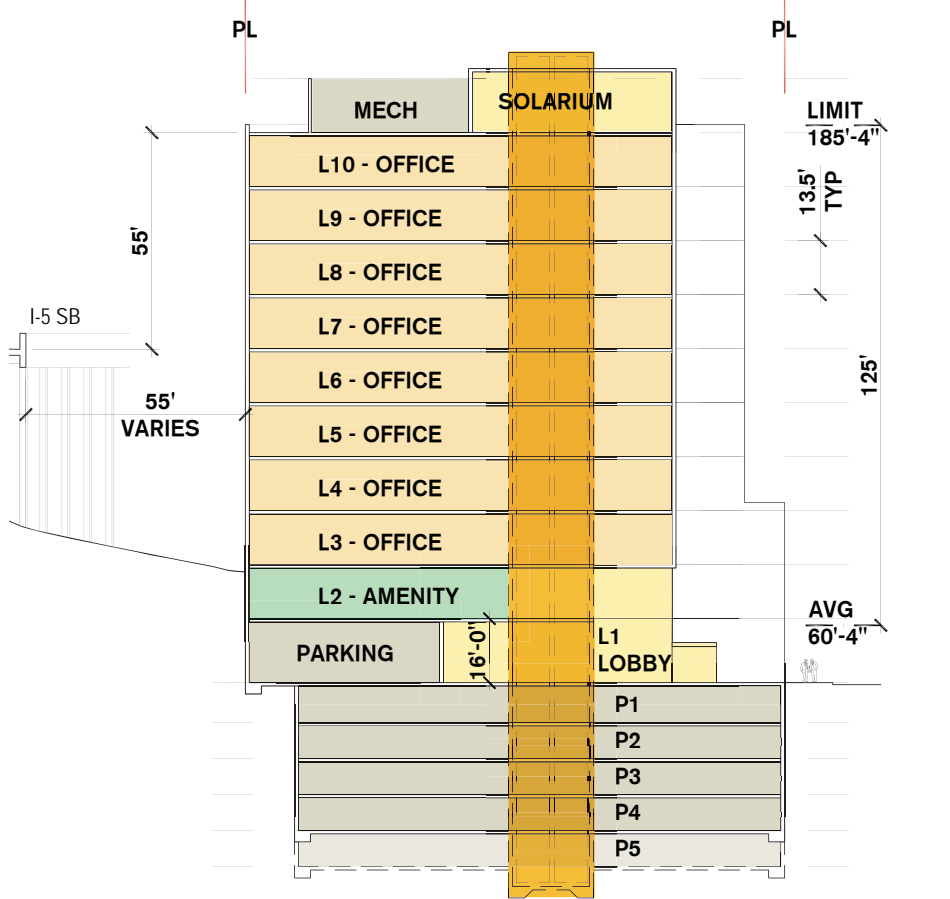 PL
PL
MECH
SOLARIUM
LIMIT
185'-4"
L10 - OFFICE
13.5'
TYP
L9 - OFFICE
55'
L8 - OFFICE
I-5 SB
L7 - OFFICE
L6 - OFFICE
125'
55'
VARIES
L5 - OFFICE
L4 - OFFICE
L3 - OFFICE
L2 - AMENITY
AVG
60'-4"
PARKING
16'-0"
L1
LOBBY
P1
P2
P3
P4
P5